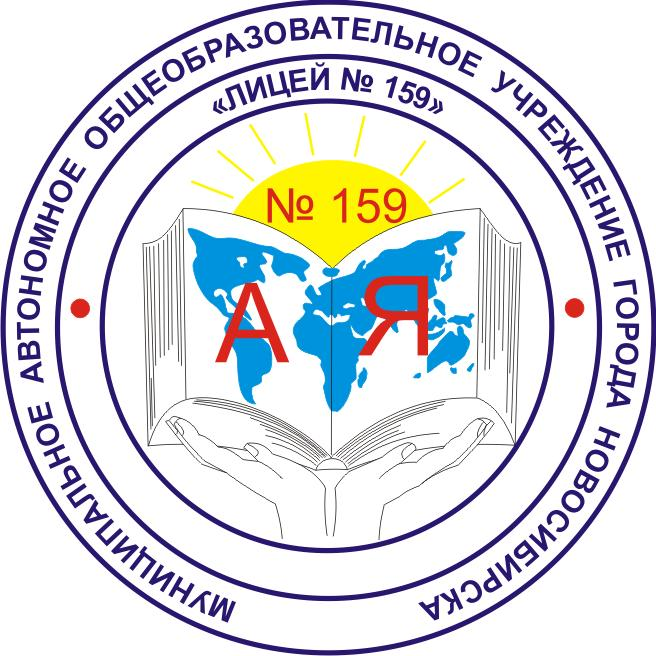 МУНИЦИПАЛЬНОЕ АВТОНОМНОЕ ОБЩЕОБРАЗОВАТЕЛЬНОЕ УЧРЕЖДЕНИЕ ГОРОДА НОВОСИБИРСКА
«ЛИЦЕЙ № 159»
№ 159
А Я